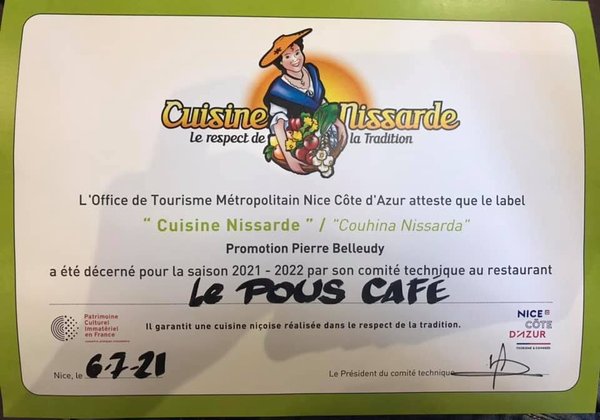 Cuisine Nissarde
Le respect de la Tradition
L'Office de Tourisme Métropolitain Nice Côte d'Azur atteste que le label
" Cuisine Nissarde " / "Couhina Nissarda"
Promotion Pierre Belleudy
a été décerné pour la saison 2021 - 2022 par son comité technique au restaurant
Le POUS CAFÉ
Patrimoine
Culturel
Immatériel
en France
Il garantit une cuisine niçoise réalisée dans le respect de la tradition.
NICE
CÔTE
D'AZUR
TOURISME & CONGRÈS
Nice, le 6-7-21
Le Président du comité technique